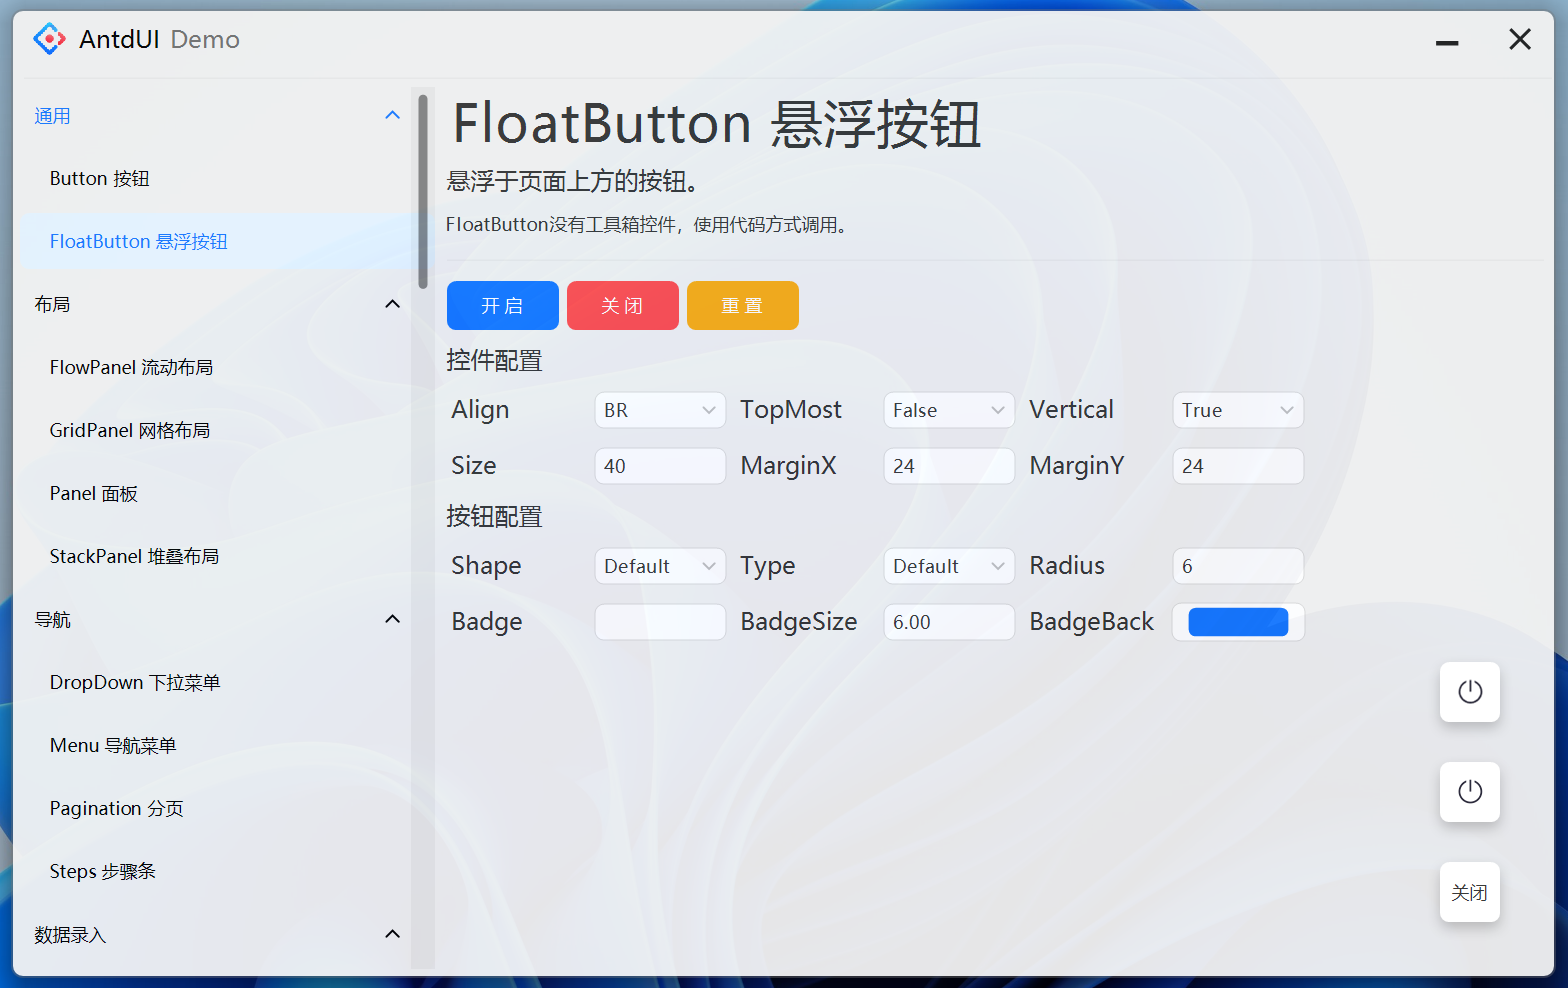 AntdUI Demo
通用
Button 按钮
FloatButton 悬浮按钮
布局
FlowPanel 流动布局
GridPanel 网格布局
Panel 面板
StackPanel 堆叠布局
导航
DropDown 下拉菜单
Menu 导航菜单
Pagination 分页
Steps 步骤条
数据录入
FloatButton 悬浮按钮
悬浮于页面上方的按钮。
FloatButton没有工具箱控件，使用代码方式调用。
开启 关闭 重置
控件配置
Align BR TopMost False Vertical True
Size 40 MarginX 24 MarginY 24
按钮配置
Shape Default Type Default Radius 6
Badge BadgeSize 6.00 BadgeBack
关闭